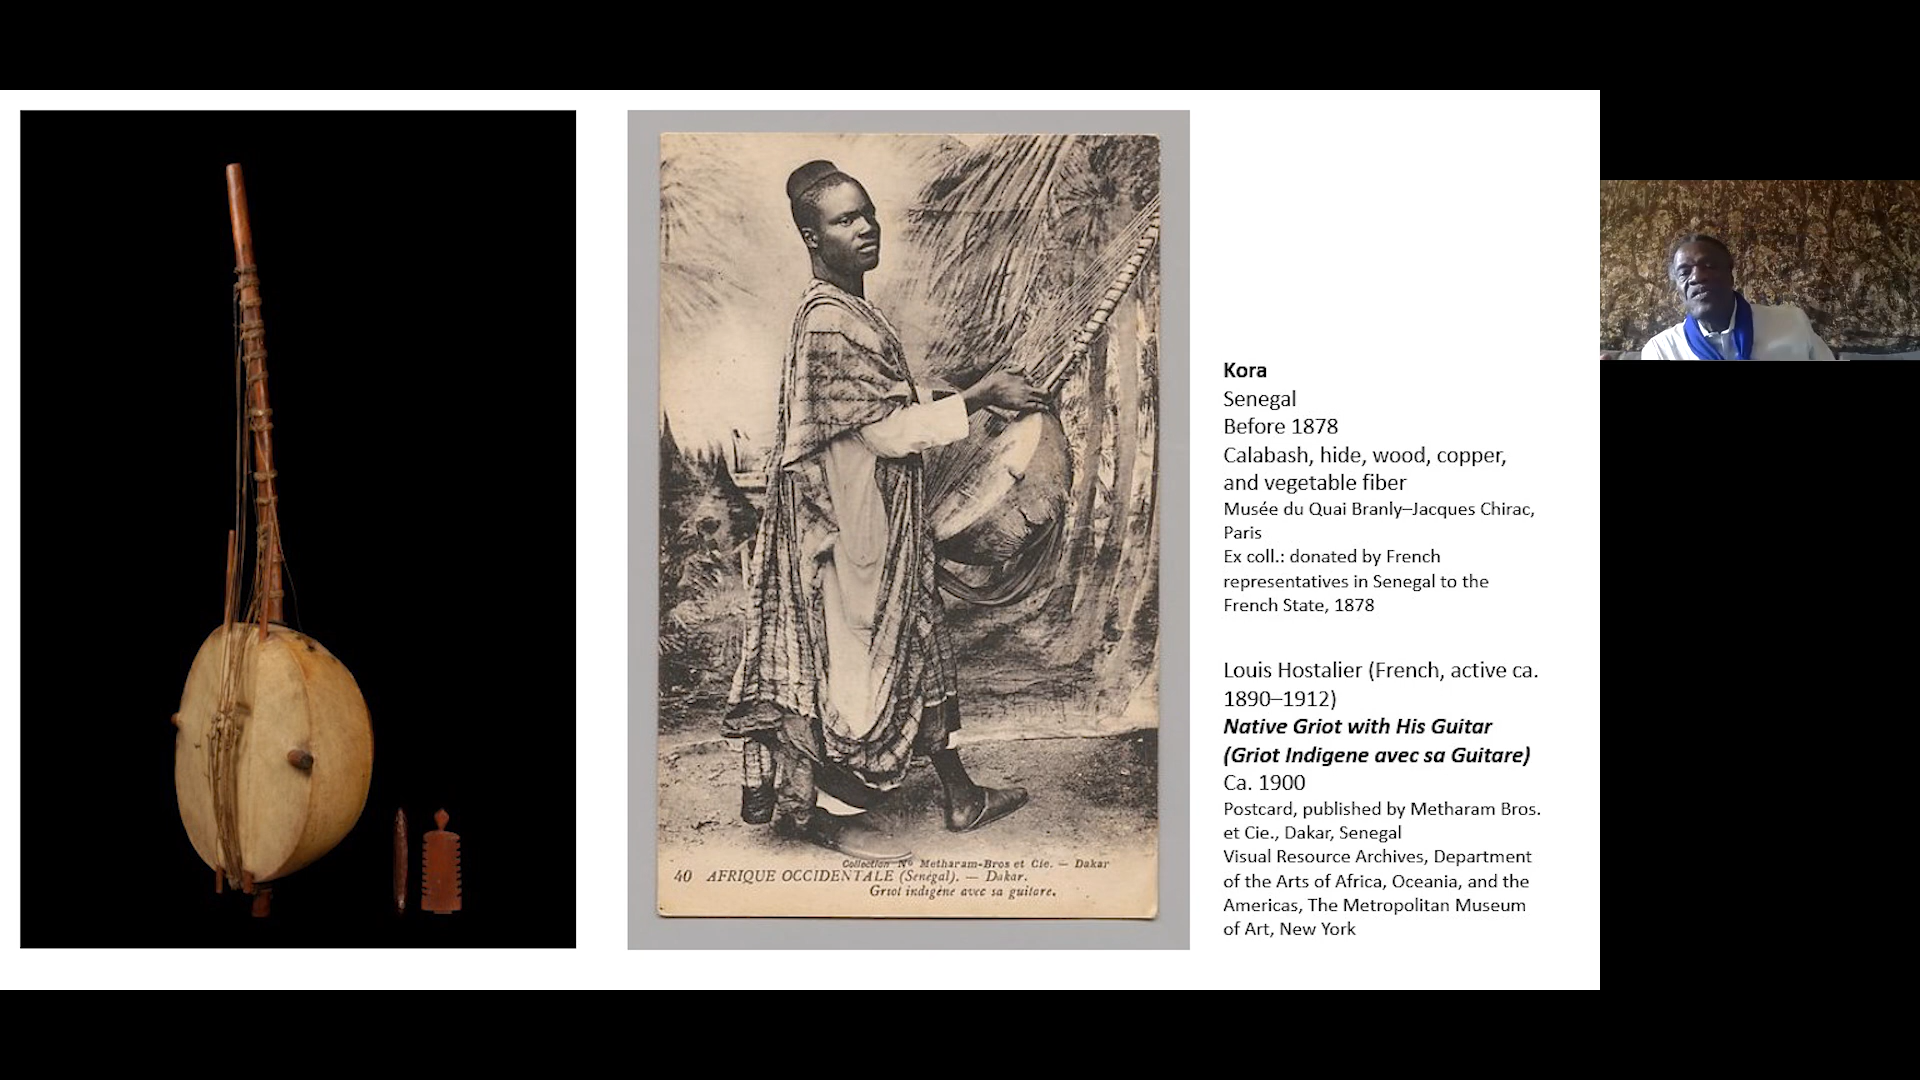 Collection No Metharam-Bros et Cie. — Dakar
40 AFRIQUE OCCIDENTALE (Senégal). — Dakar.
Griot indigène avec sa guitare.
Kora
Senegal
Before 1878
Calabash, hide, wood, copper,
and vegetable fiber
Musée du Quai Branly–Jacques Chirac,
Paris
Ex coll.: donated by French
representatives in Senegal to the
French State, 1878
Louis Hostalier (French, active ca.
1890–1912)
Native Griot with His Guitar
(Griot Indigene avec sa Guitare)
Ca. 1900
Postcard, published by Metharam Bros.
et Cie., Dakar, Senegal
Visual Resource Archives, Department
of the Arts of Africa, Oceania, and the
Americas, The Metropolitan Museum
of Art, New York